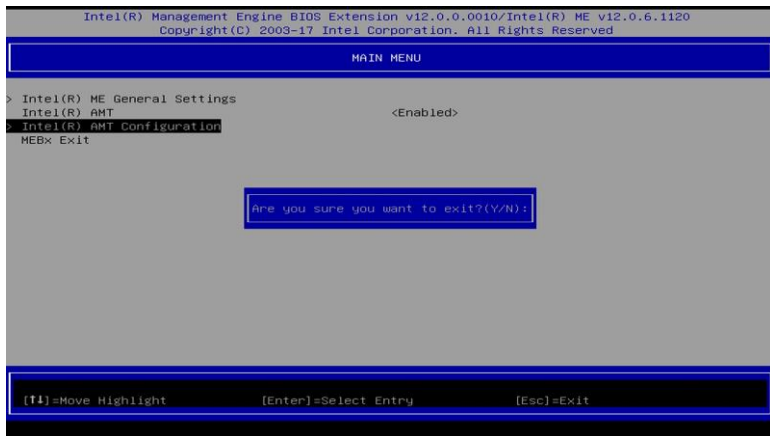 Intel(R) Management Engine BIOS Extension v12.0.0.0010/Intel(R) ME v12.0.6.1120
Copyright(C) 2003-17 Intel Corporation. All Rights Reserved
MAIN MENU
> Intel(R) ME General Settings
Intel(R) AMT <Enabled>
> Intel(R) AMT Configuration
MEBx Exit
Are you sure you want to exit?(Y/N):
[↑↓]=Move Highlight [Enter]=Select Entry [Esc]=Exit